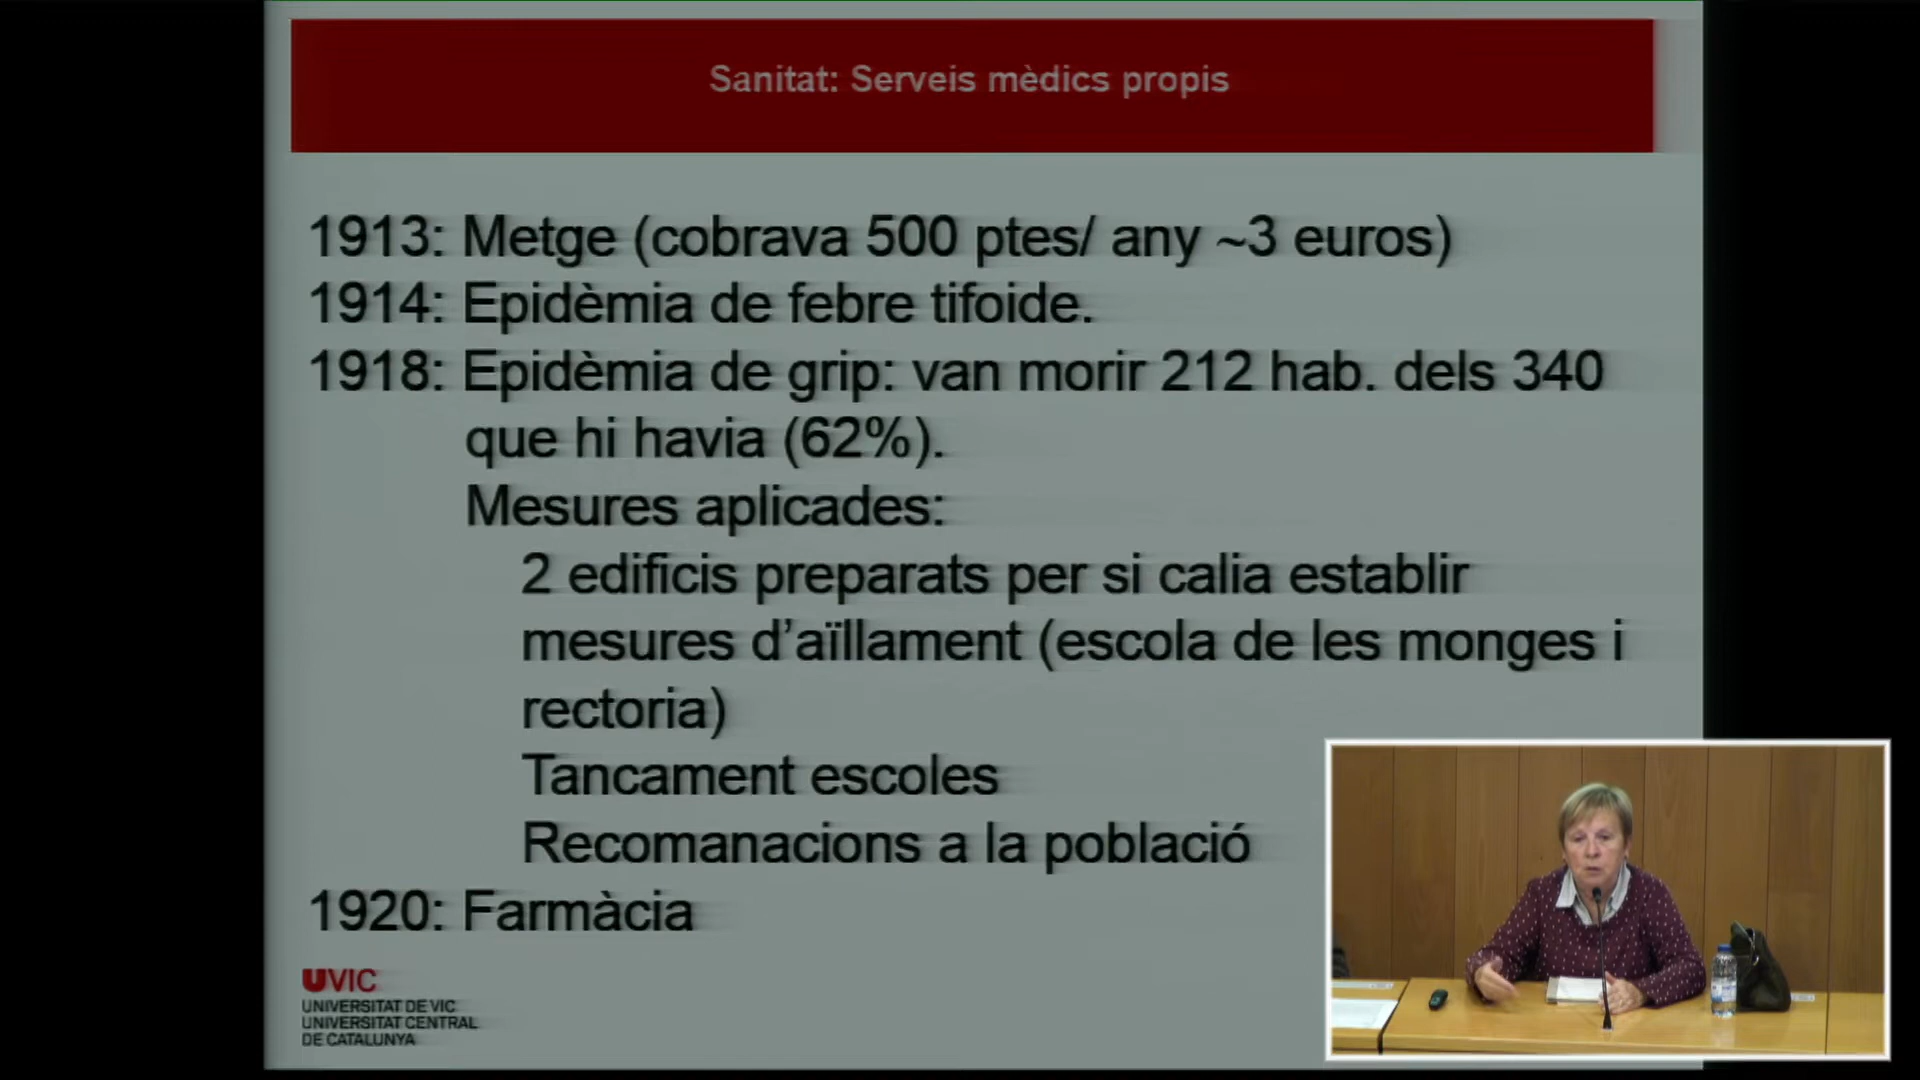 Sanitat: Serveis mèdics propis
1913: Metge (cobrava 500 ptes/ any ~3 euros)
1914: Epidèmia de febre tifoide.
1918: Epidèmia de grip: van morir 212 hab. dels 340
que hi havia (62%).
Mesures aplicades:
2 edificis preparats per si calia establir
mesures d’aïllament (escola de les monges i
rectoria)
Tancament escoles
Recomanacions a la població
1920: Farmàcia
UVIC
UNIVERSITAT DE VIC
UNIVERSITAT CENTRAL
DE CATALUNYA